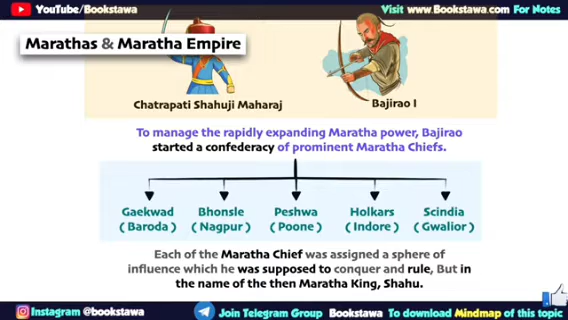 YouTube/Bookstawa
Visit www.Bookstawa.com For Notes
Marathas & Maratha Empire
Chatrapati Shahuji Maharaj
Bajirao I
To manage the rapidly expanding Maratha power, Bajirao
started a confederacy of prominent Maratha Chiefs.
Gaekwad Bhonsle Peshwa Holkars Scindia
( Baroda ) ( Nagpur ) ( Poone ) ( Indore ) ( Gwalior )
Each of the Maratha Chief was assigned a sphere of
influence which he was supposed to conquer and rule, But in
the name of the then Maratha King, Shahu.
Instagram @bookstawa
Join Telegram Group Bookstawa To download Mindmap of this topic